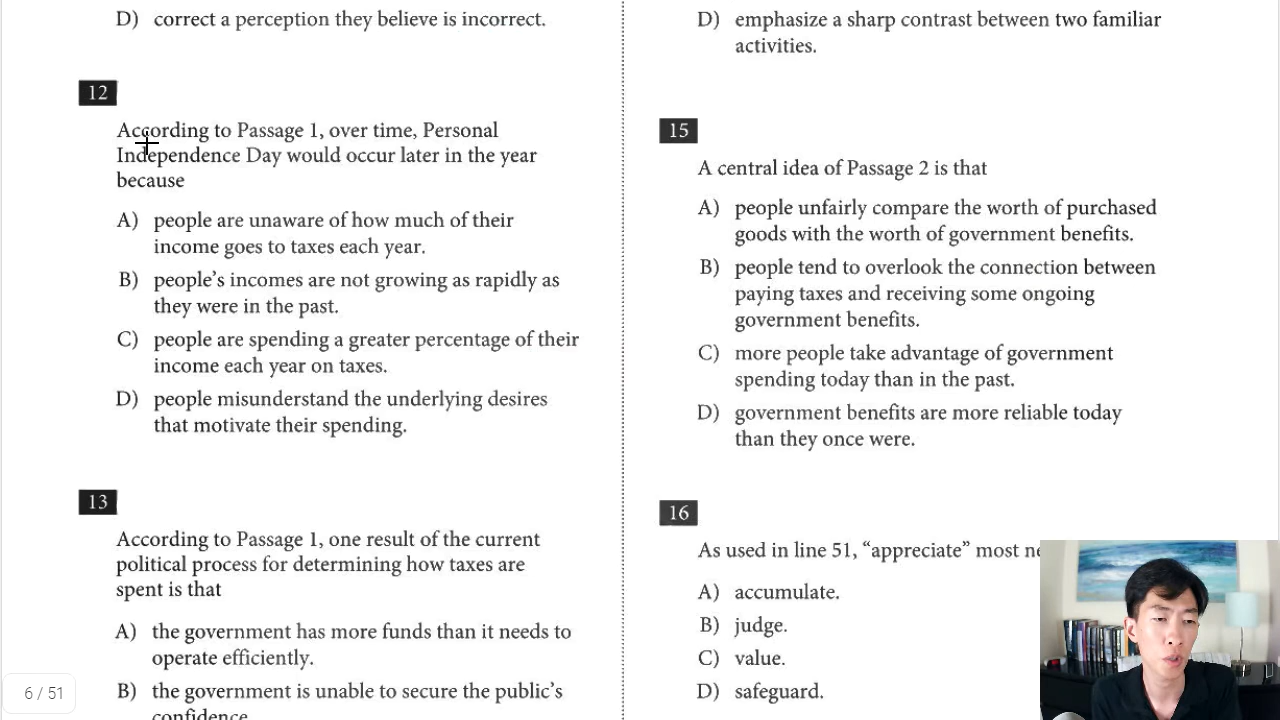 D) correct a perception they believe is incorrect.
12
According to Passage 1, over time, Personal
Independence Day would occur later in the year
because
A) people are unaware of how much of their
income goes to taxes each year.
B) people’s incomes are not growing as rapidly as
they were in the past.
C) people are spending a greater percentage of their
income each year on taxes.
D) people misunderstand the underlying desires
that motivate their spending.
13
According to Passage 1, one result of the current
political process for determining how taxes are
spent is that
A) the government has more funds than it needs to
operate efficiently.
B) the government is unable to secure the public’s
confidence
D) emphasize a sharp contrast between two familiar
activities.
15
A central idea of Passage 2 is that
A) people unfairly compare the worth of purchased
goods with the worth of government benefits.
B) people tend to overlook the connection between
paying taxes and receiving some ongoing
government benefits.
C) more people take advantage of government
spending today than in the past.
D) government benefits are more reliable today
than they once were.
16
As used in line 51, “appreciate” most
A) accumulate.
B) judge.
C) value.
D) safeguard.
6 / 51